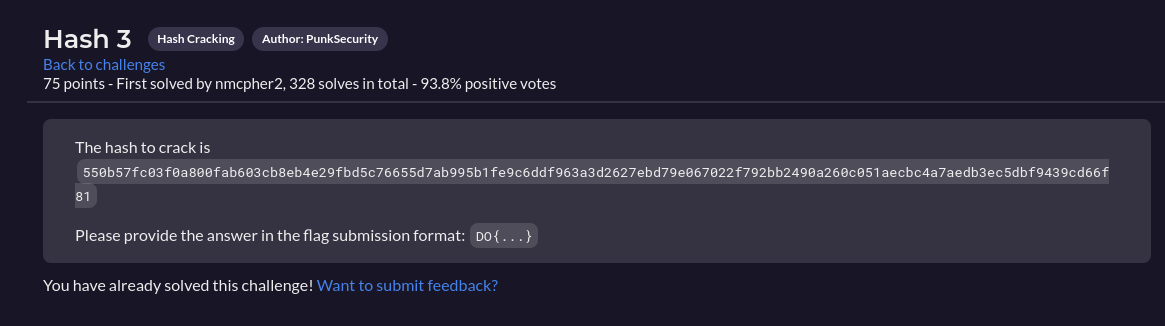 Hash 3 Hash Cracking Author: PunkSecurity
Back to challenges
75 points - First solved by nmcpher2, 328 solves in total - 93.8% positive votes
The hash to crack is
550b57fc03f0a800fab603cb8eb4e29fbd5c76655d7ab995b1fe9c6ddf963a3d2627ebd79e067022f792bb2490a260c051aecbc4a7aedb3ec5dbf9439cd66f
81
Please provide the answer in the flag submission format: DO{...}
You have already solved this challenge! Want to submit feedback?